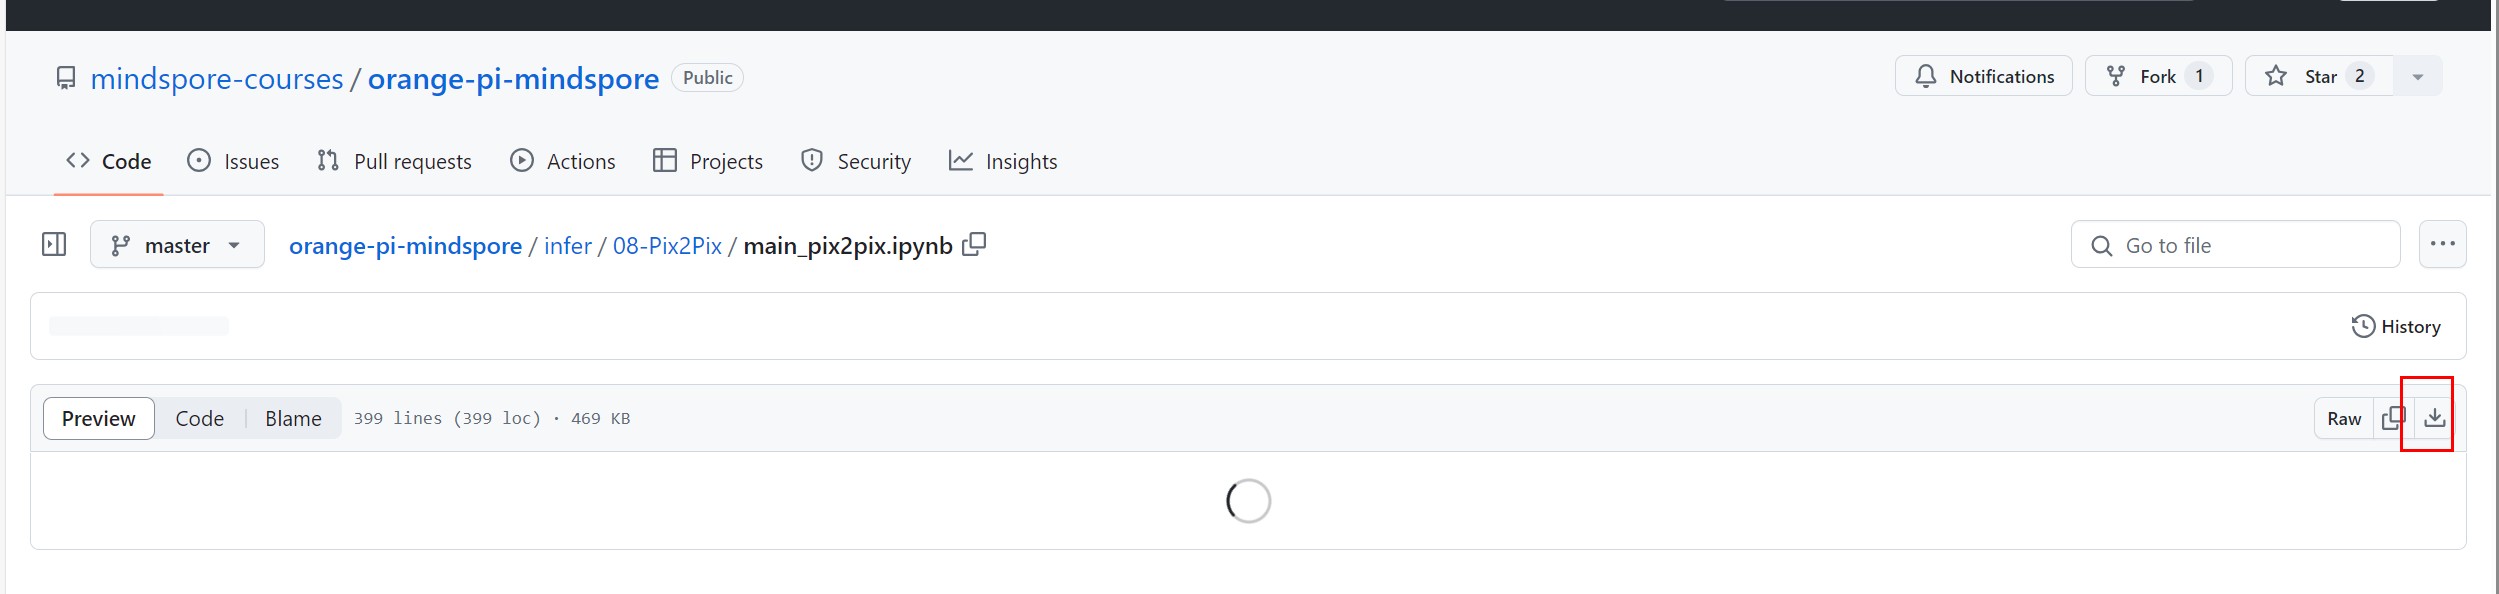 mindspore-courses / orange-pi-mindspore Public
Notifications Fork 1 Star 2
Code Issues Pull requests Actions Projects Security Insights
master orange-pi-mindspore / infer / 08-Pix2Pix / main_pix2pix.ipynb Go to file
History
Preview Code Blame 399 lines (399 loc) · 469 KB Raw